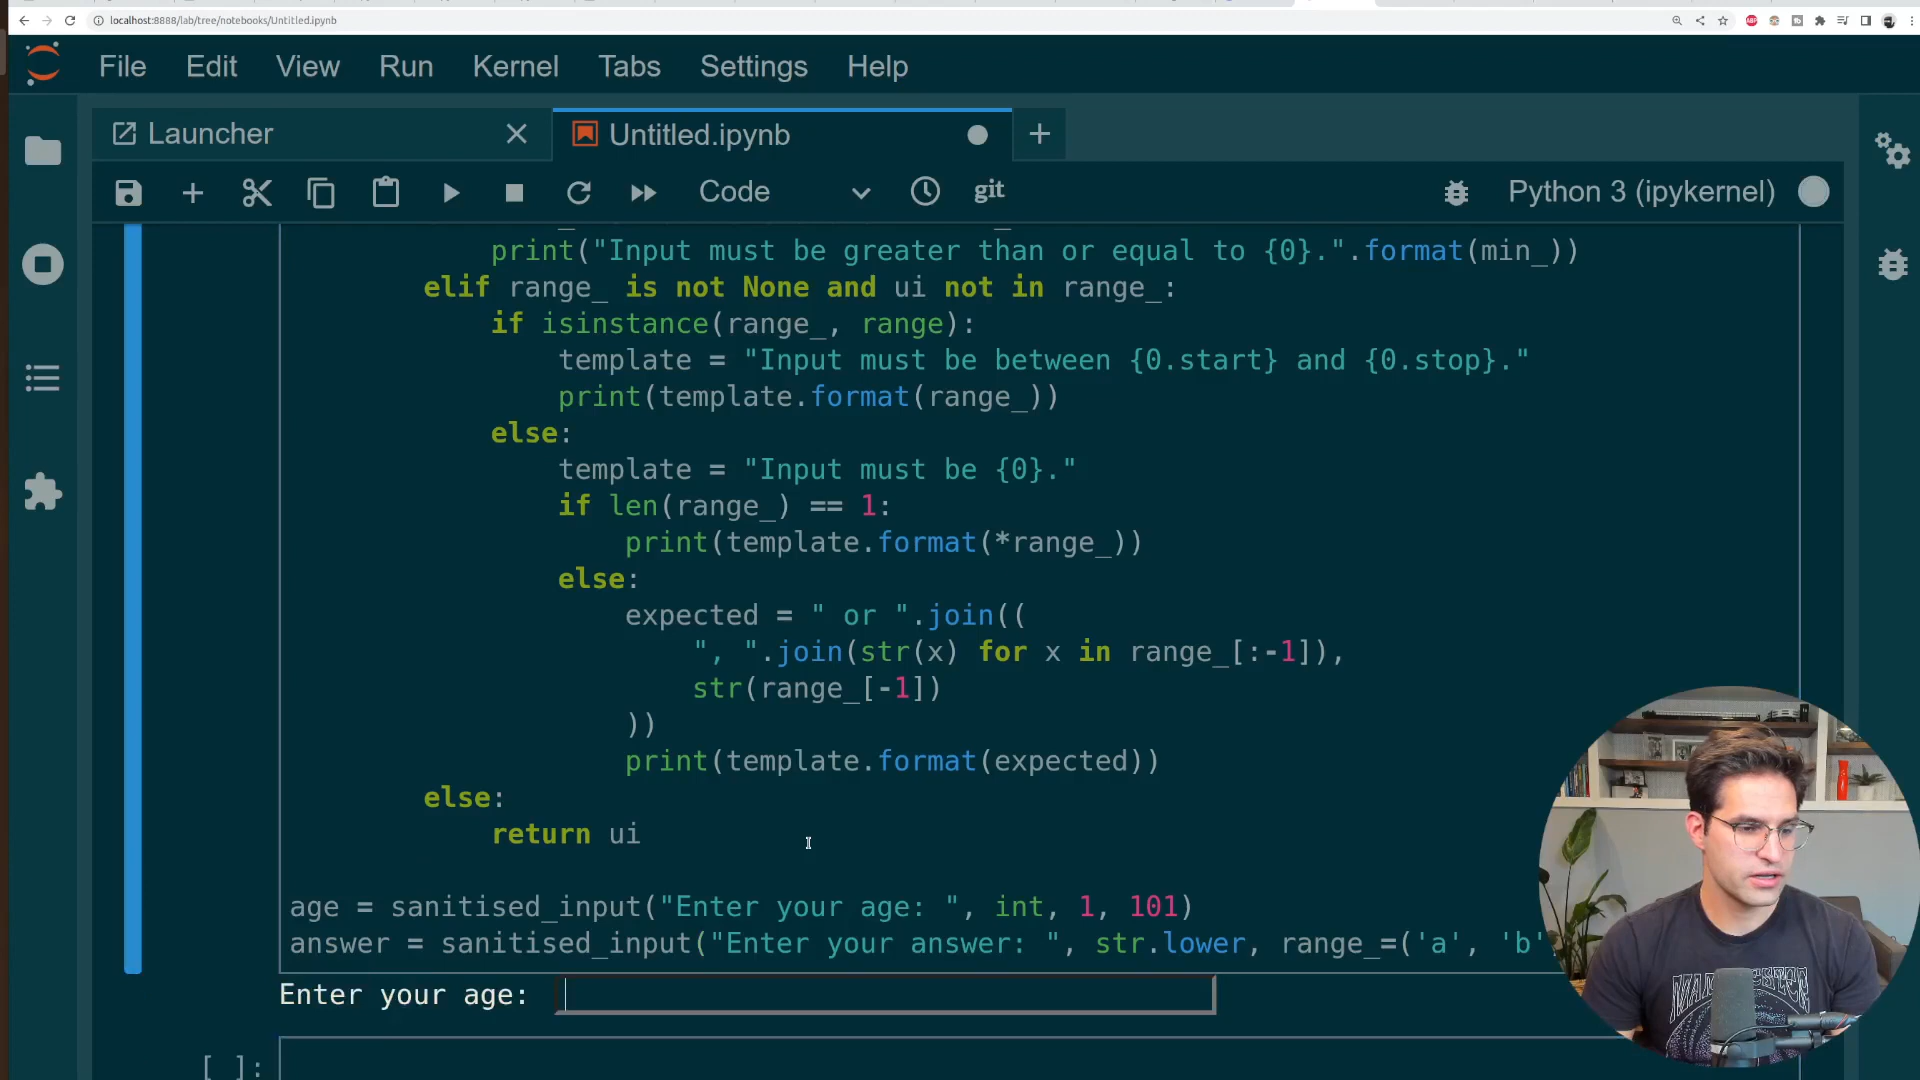 localhost:8888/lab/tree/notebooks/Untitled.ipynb
ABP
File Edit View Run Kernel Tabs Settings Help
Launcher
Untitled.ipynb
Code
git
Python 3 (ipykernel)
print("Input must be greater than or equal to {0}.".format(min_))
elif range_ is not None and ui not in range_:
if isinstance(range_, range):
template = "Input must be between {0.start} and {0.stop}."
print(template.format(range_))
else:
template = "Input must be {0}."
if len(range_) == 1:
print(template.format(*range_))
else:
expected = " or ".join((
", ".join(str(x) for x in range_[:-1]),
str(range_[-1])
))
print(template.format(expected))
else:
return ui
age = sanitised_input("Enter your age: ", int, 1, 101)
answer = sanitised_input("Enter your answer: ", str.lower, range_=('a', 'b'
Enter your age:
[ ]: